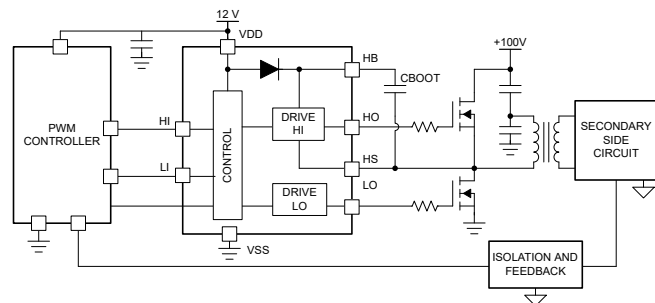 12 V
VDD
+100V
HB
CBOOT
PWM
CONTROLLER
HI
LI
CONTROL
DRIVE
HI
DRIVE
LO
HO
HS
LO
SECONDARY
SIDE
CIRCUIT
VSS
ISOLATION AND
FEEDBACK